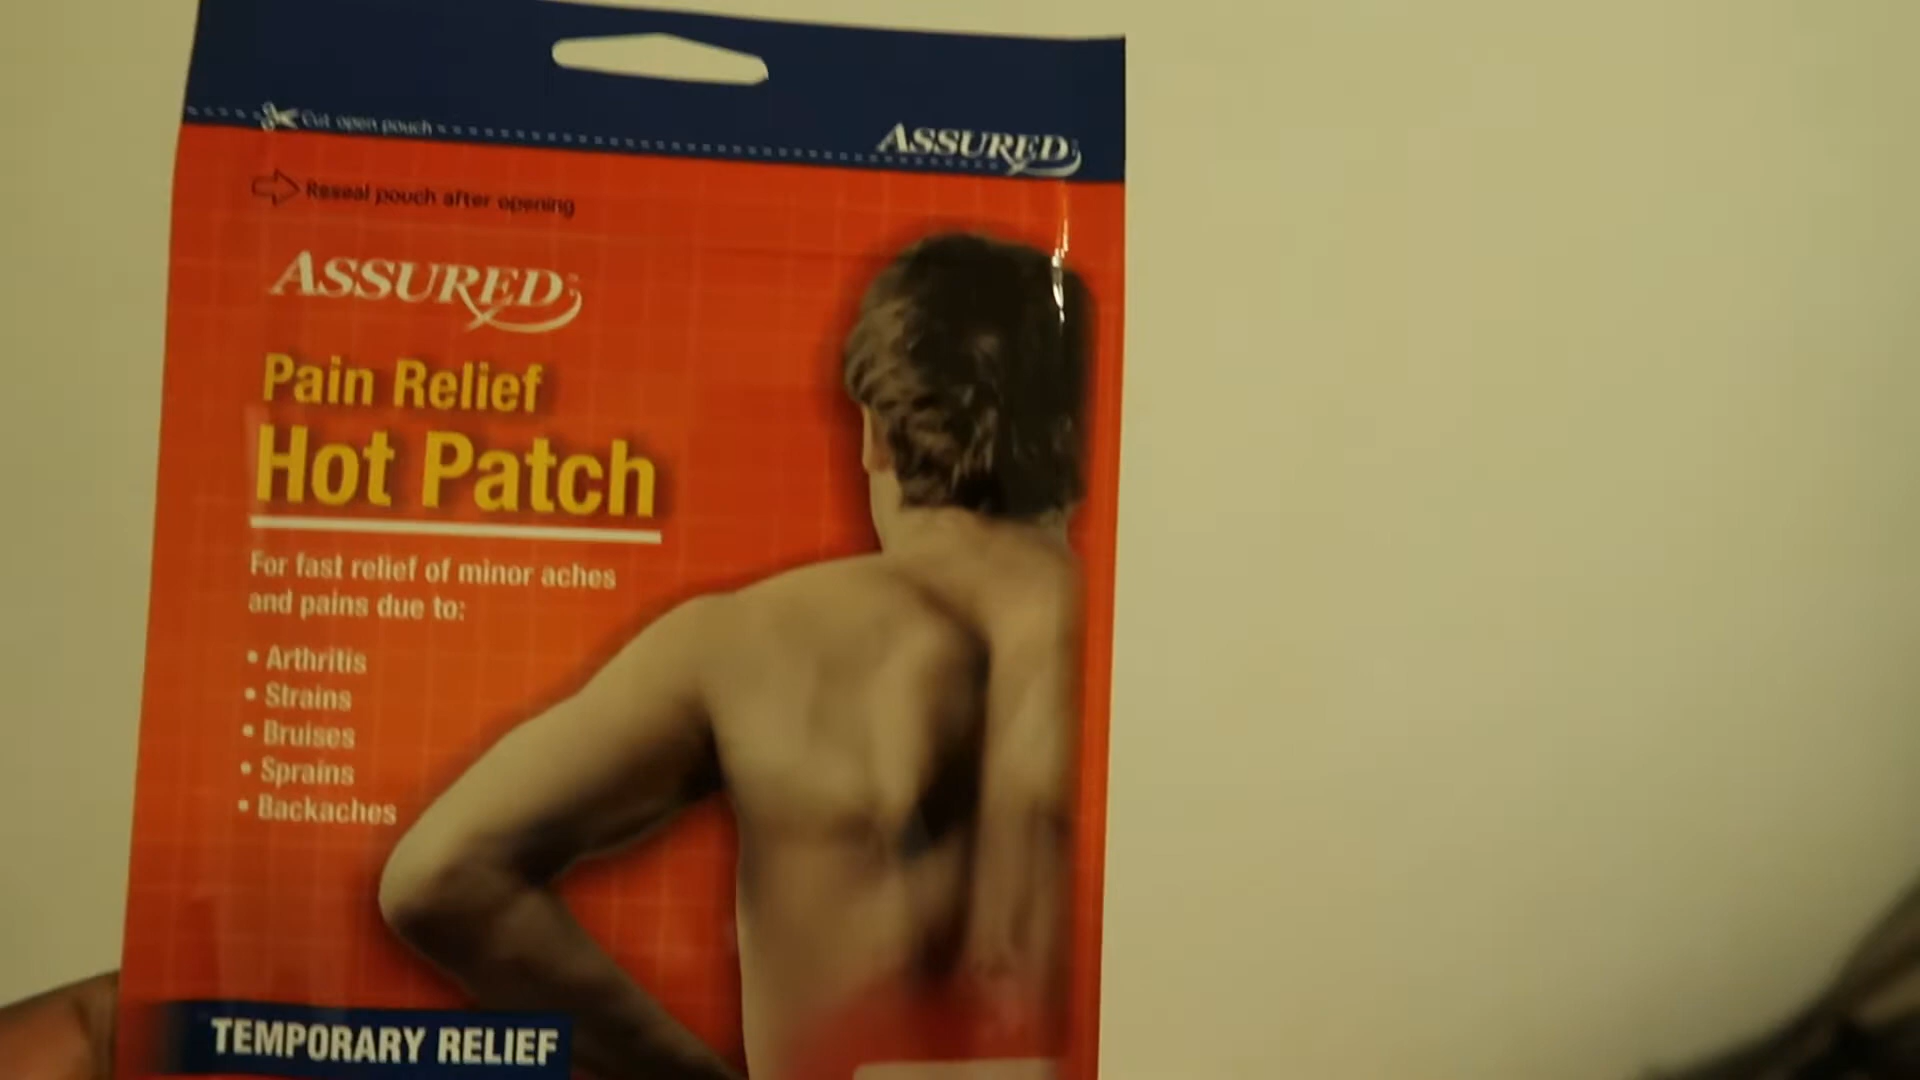 Cut open pouch
ASSURED
Reseal pouch after opening
ASSURED
Pain Relief
Hot Patch
For fast relief of minor aches
and pains due to:
• Arthritis
• Strains
• Bruises
• Sprains
• Backaches
TEMPORARY RELIEF